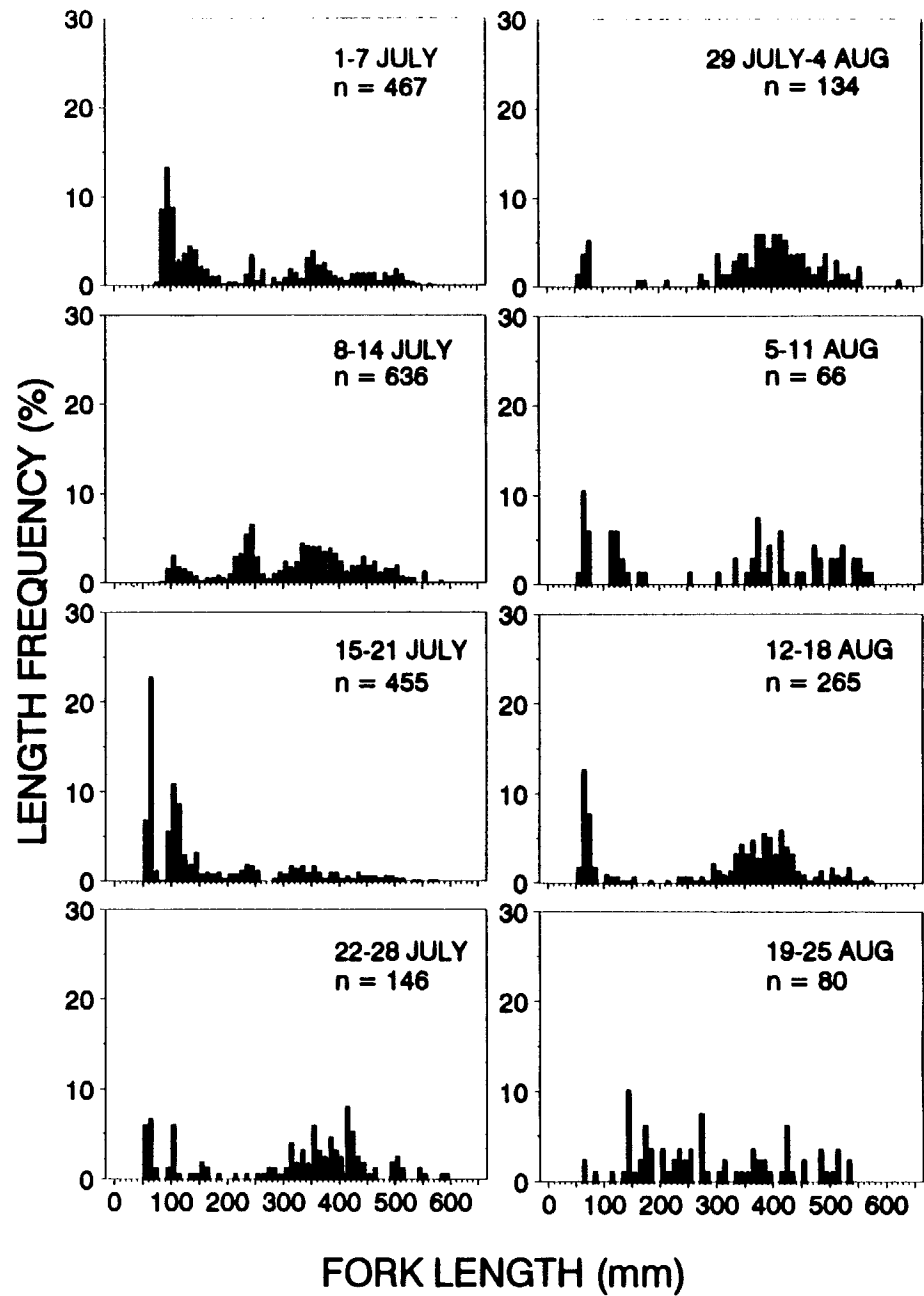 LENGTH FREQUENCY (%)
30
20
10
0
1-7 JULY
n = 467
30
20
10
0
29 JULY-4 AUG
n = 134
30
20
10
0
8-14 JULY
n = 636
30
20
10
0
5-11 AUG
n = 66
30
20
10
0
15-21 JULY
n = 455
30
20
10
0
12-18 AUG
n = 265
30
20
10
0
22-28 JULY
n = 146
0 100 200 300 400 500 600
30
20
10
0
19-25 AUG
n = 80
0 100 200 300 400 500 600
FORK LENGTH (mm)